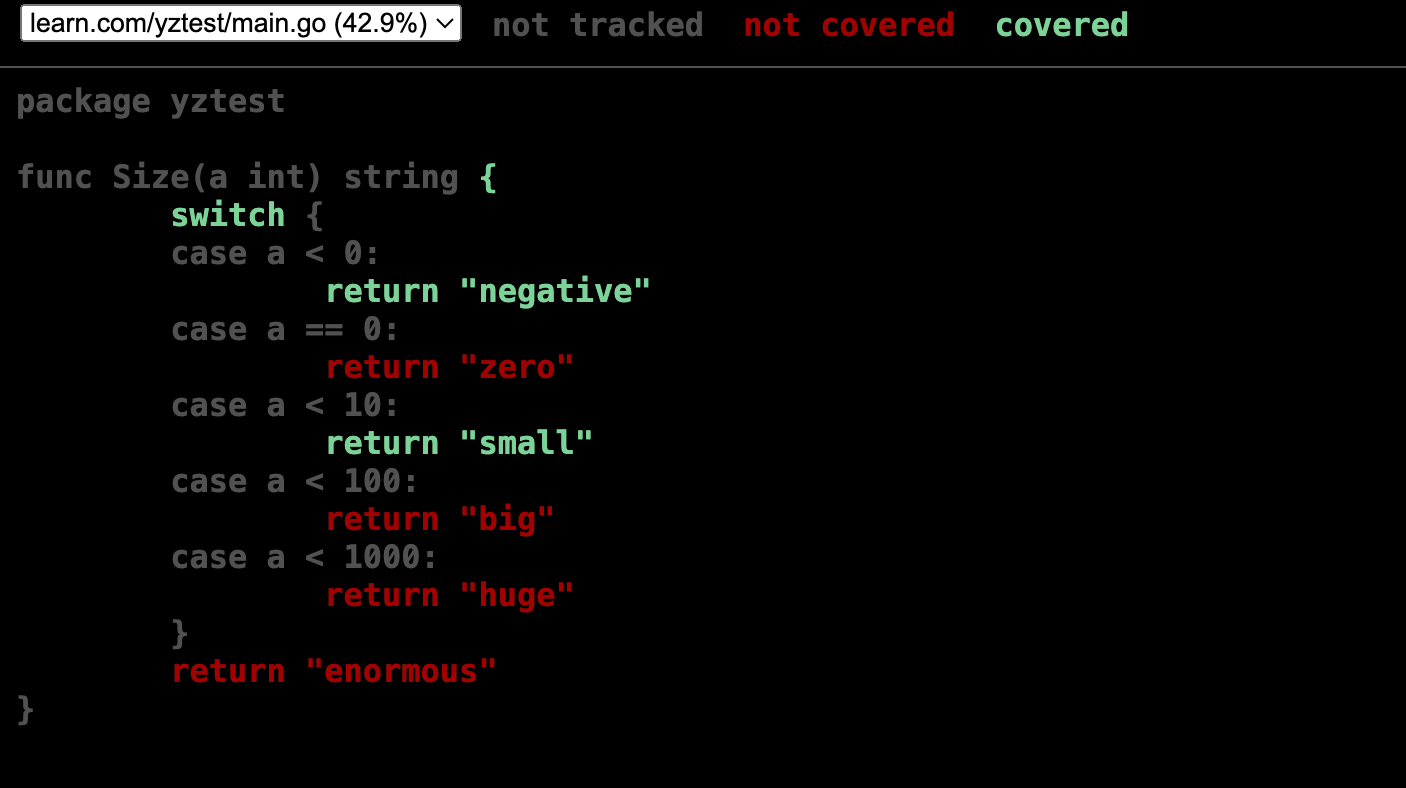 learn.com/yztest/main.go (42.9%) not tracked not covered covered
package yztest
func Size(a int) string {
switch {
case a < 0:
return "negative"
case a == 0:
return "zero"
case a < 10:
return "small"
case a < 100:
return "big"
case a < 1000:
return "huge"
}
return "enormous"
}